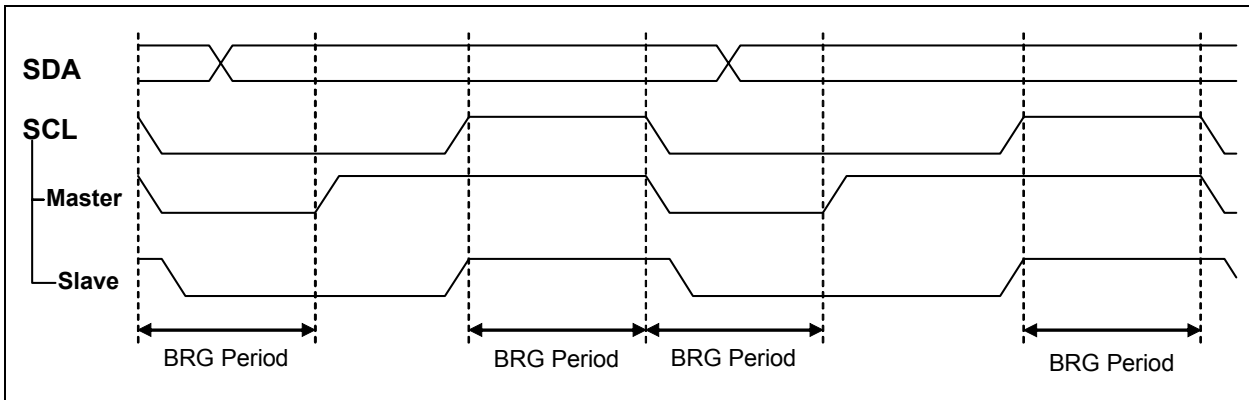 SDA
SCL
Master
Slave
BRG Period
BRG Period
BRG Period
BRG Period